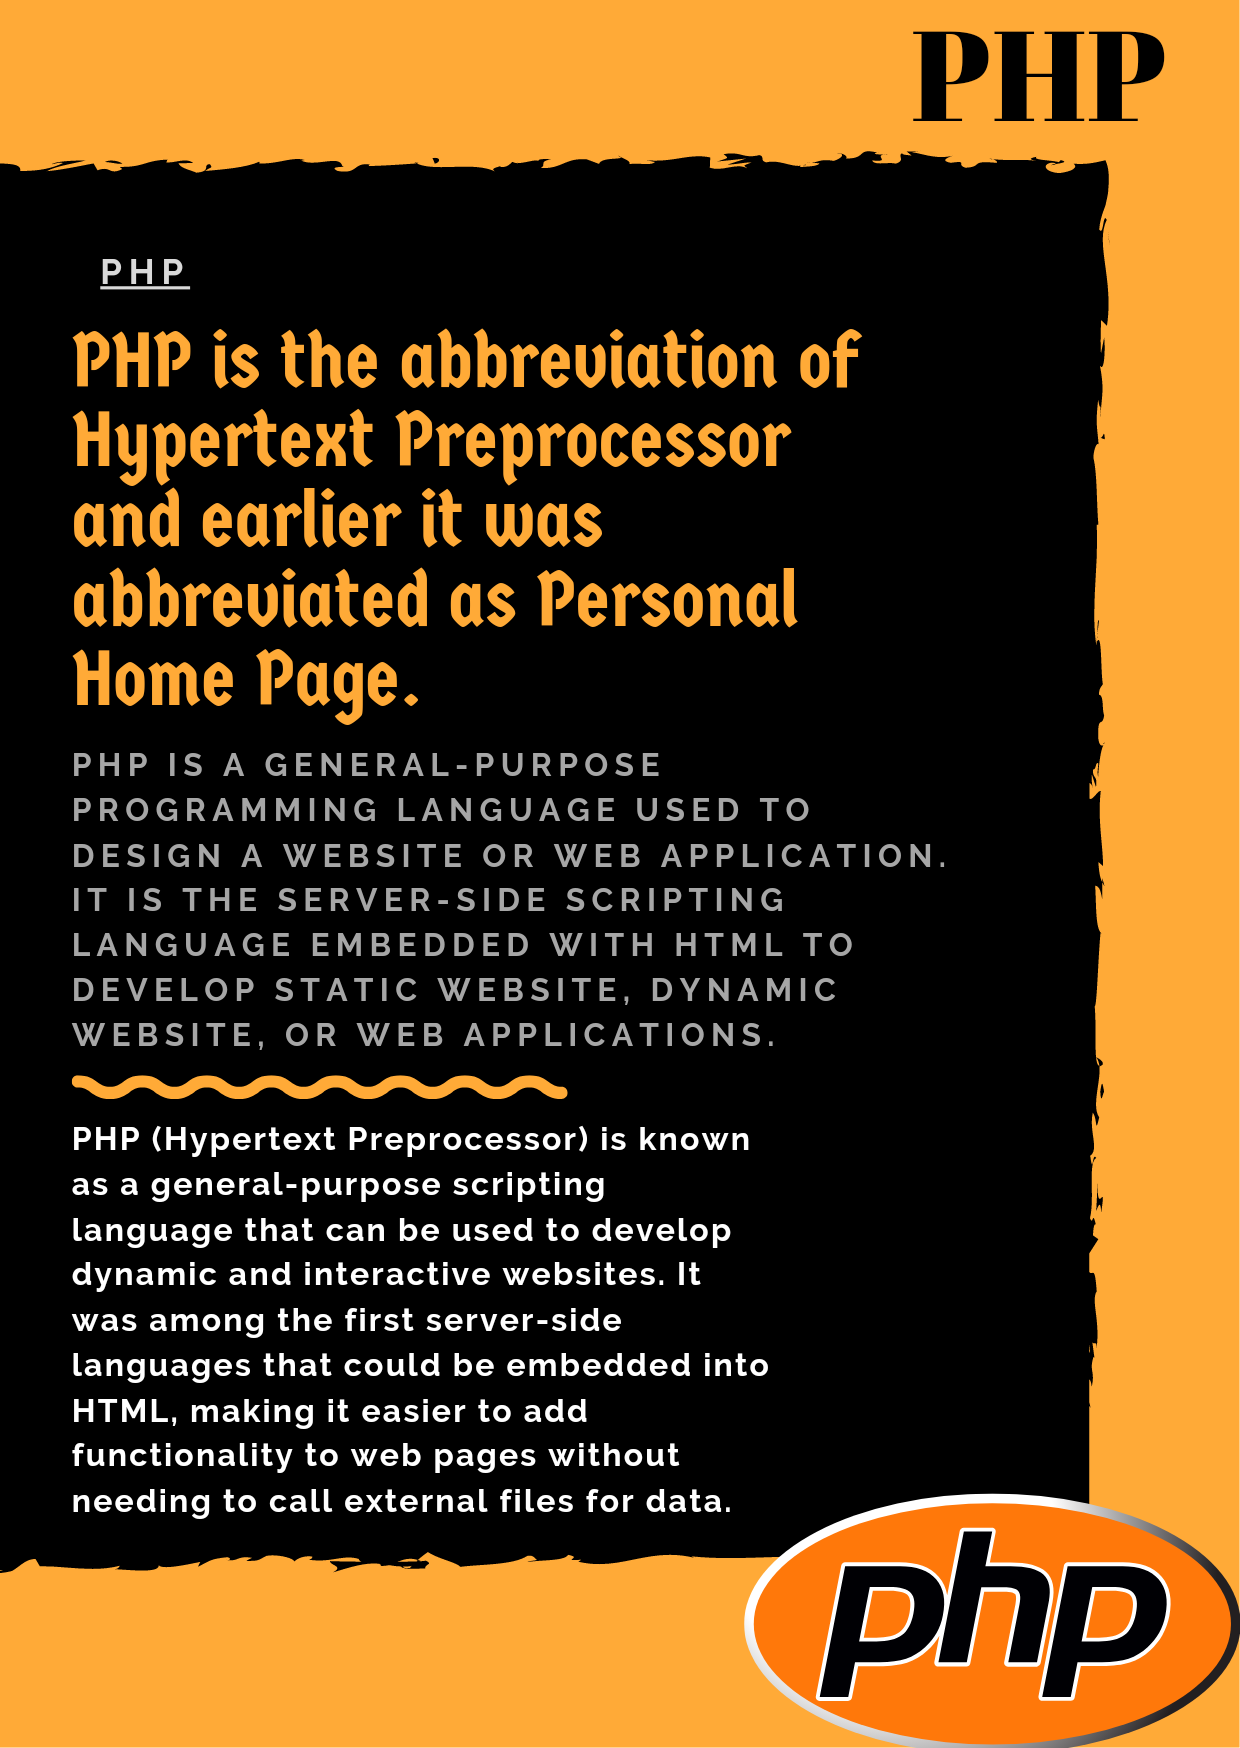 PHP
PHP
PHP is the abbreviation of
Hypertext Preprocessor
and earlier it was
abbreviated as Personal
Home Page.
PHP IS A GENERAL-PURPOSE
PROGRAMMING LANGUAGE USED TO
DESIGN A WEBSITE OR WEB APPLICATION.
IT IS THE SERVER-SIDE SCRIPTING
LANGUAGE EMBEDDED WITH HTML TO
DEVELOP STATIC WEBSITE, DYNAMIC
WEBSITE, OR WEB APPLICATIONS.
PHP (Hypertext Preprocessor) is known
as a general-purpose scripting
language that can be used to develop
dynamic and interactive websites. It
was among the first server-side
languages that could be embedded into
HTML, making it easier to add
functionality to web pages without
needing to call external files for data.
php